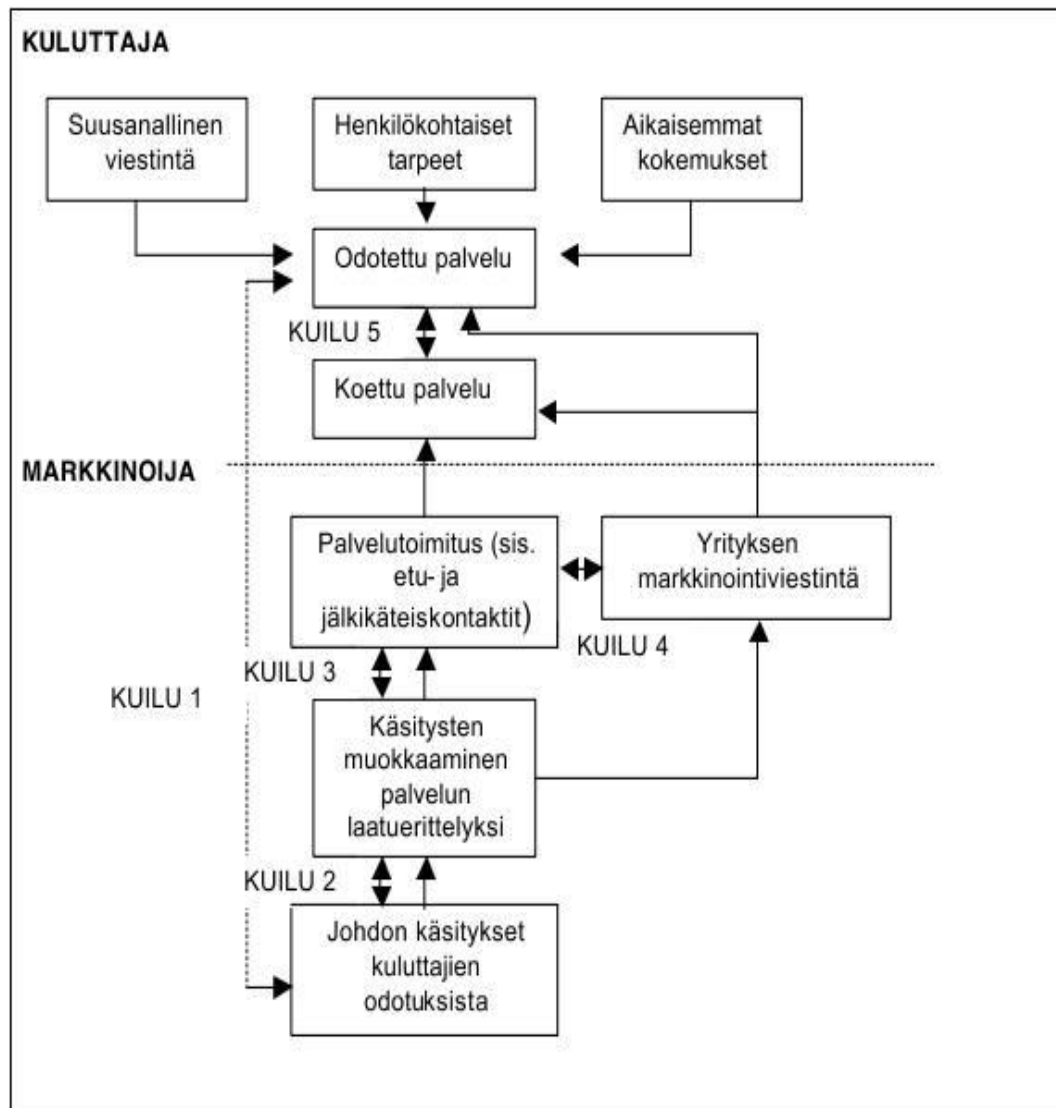 KULUTTAJA
Suusanallinen
viestintä
Henkilökohtaiset
tarpeet
Aikaisemmat
kokemukset
Odotettu palvelu
KUILU 5
Koettu palvelu
MARKKINOIJA
Palvelutoimitus (sis.
etu- ja
jälkikäteiskontaktit)
Yrityksen
markkinointiviestintä
KUILU 4
KUILU 3
KUILU 1
Käsitysten
muokkaaminen
palvelun
laatuerittelyksi
KUILU 2
Johdon käsitykset
kuluttajien
odotuksista